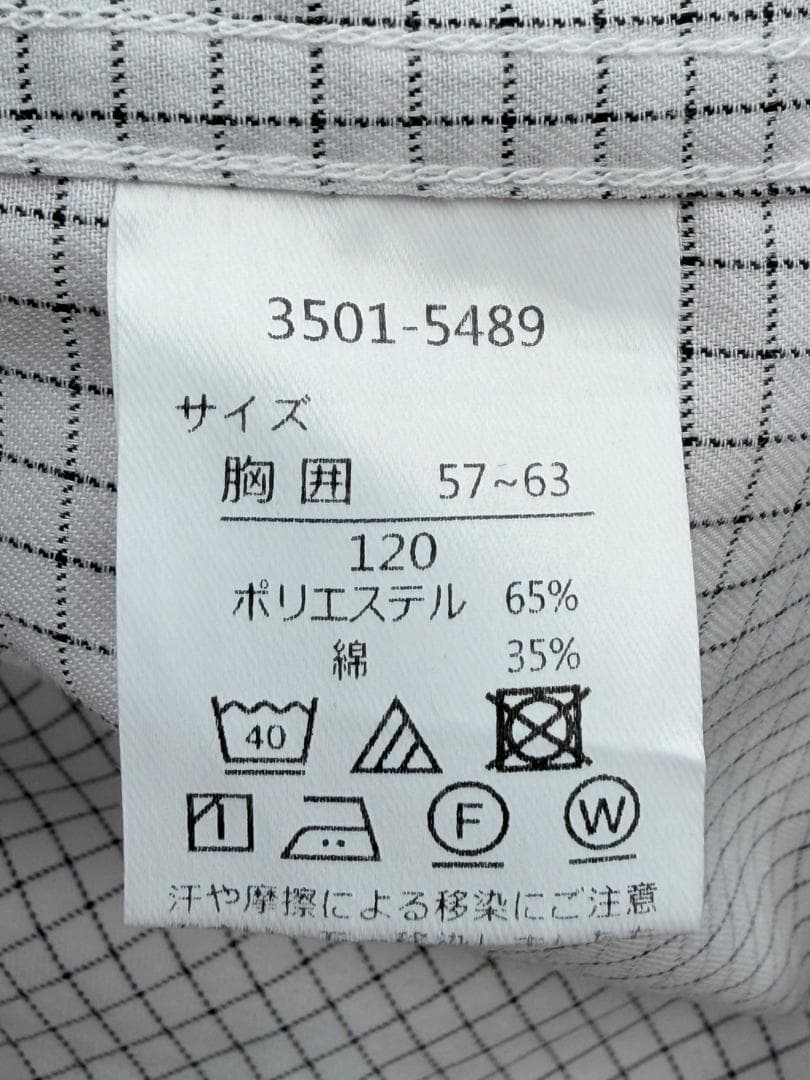 3501-5489
サイズ
胸囲 57~63
120
ポリエステル 65%
綿 35%
40
F W
汗や摩擦による移染にご注意